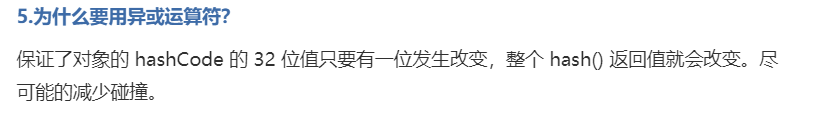 5.为什么要用异或运算符?
保证了对象的 hashCode 的 32 位值只要有一位发生改变，整个 hash() 返回值就会改变。尽
可能的减少碰撞。